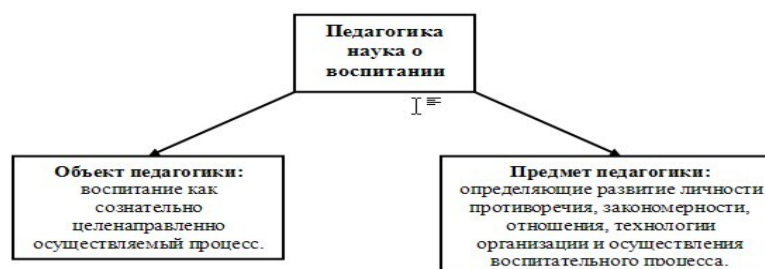 Педагогика
наука о
воспитании
Объект педагогики:
воспитание как
сознательно
целенаправленно
осуществляемый процесс.
Предмет педагогики:
определяющие развитие личности
противоречия, закономерности,
отношения, технологии
организации и осуществления
воспитательного процесса.